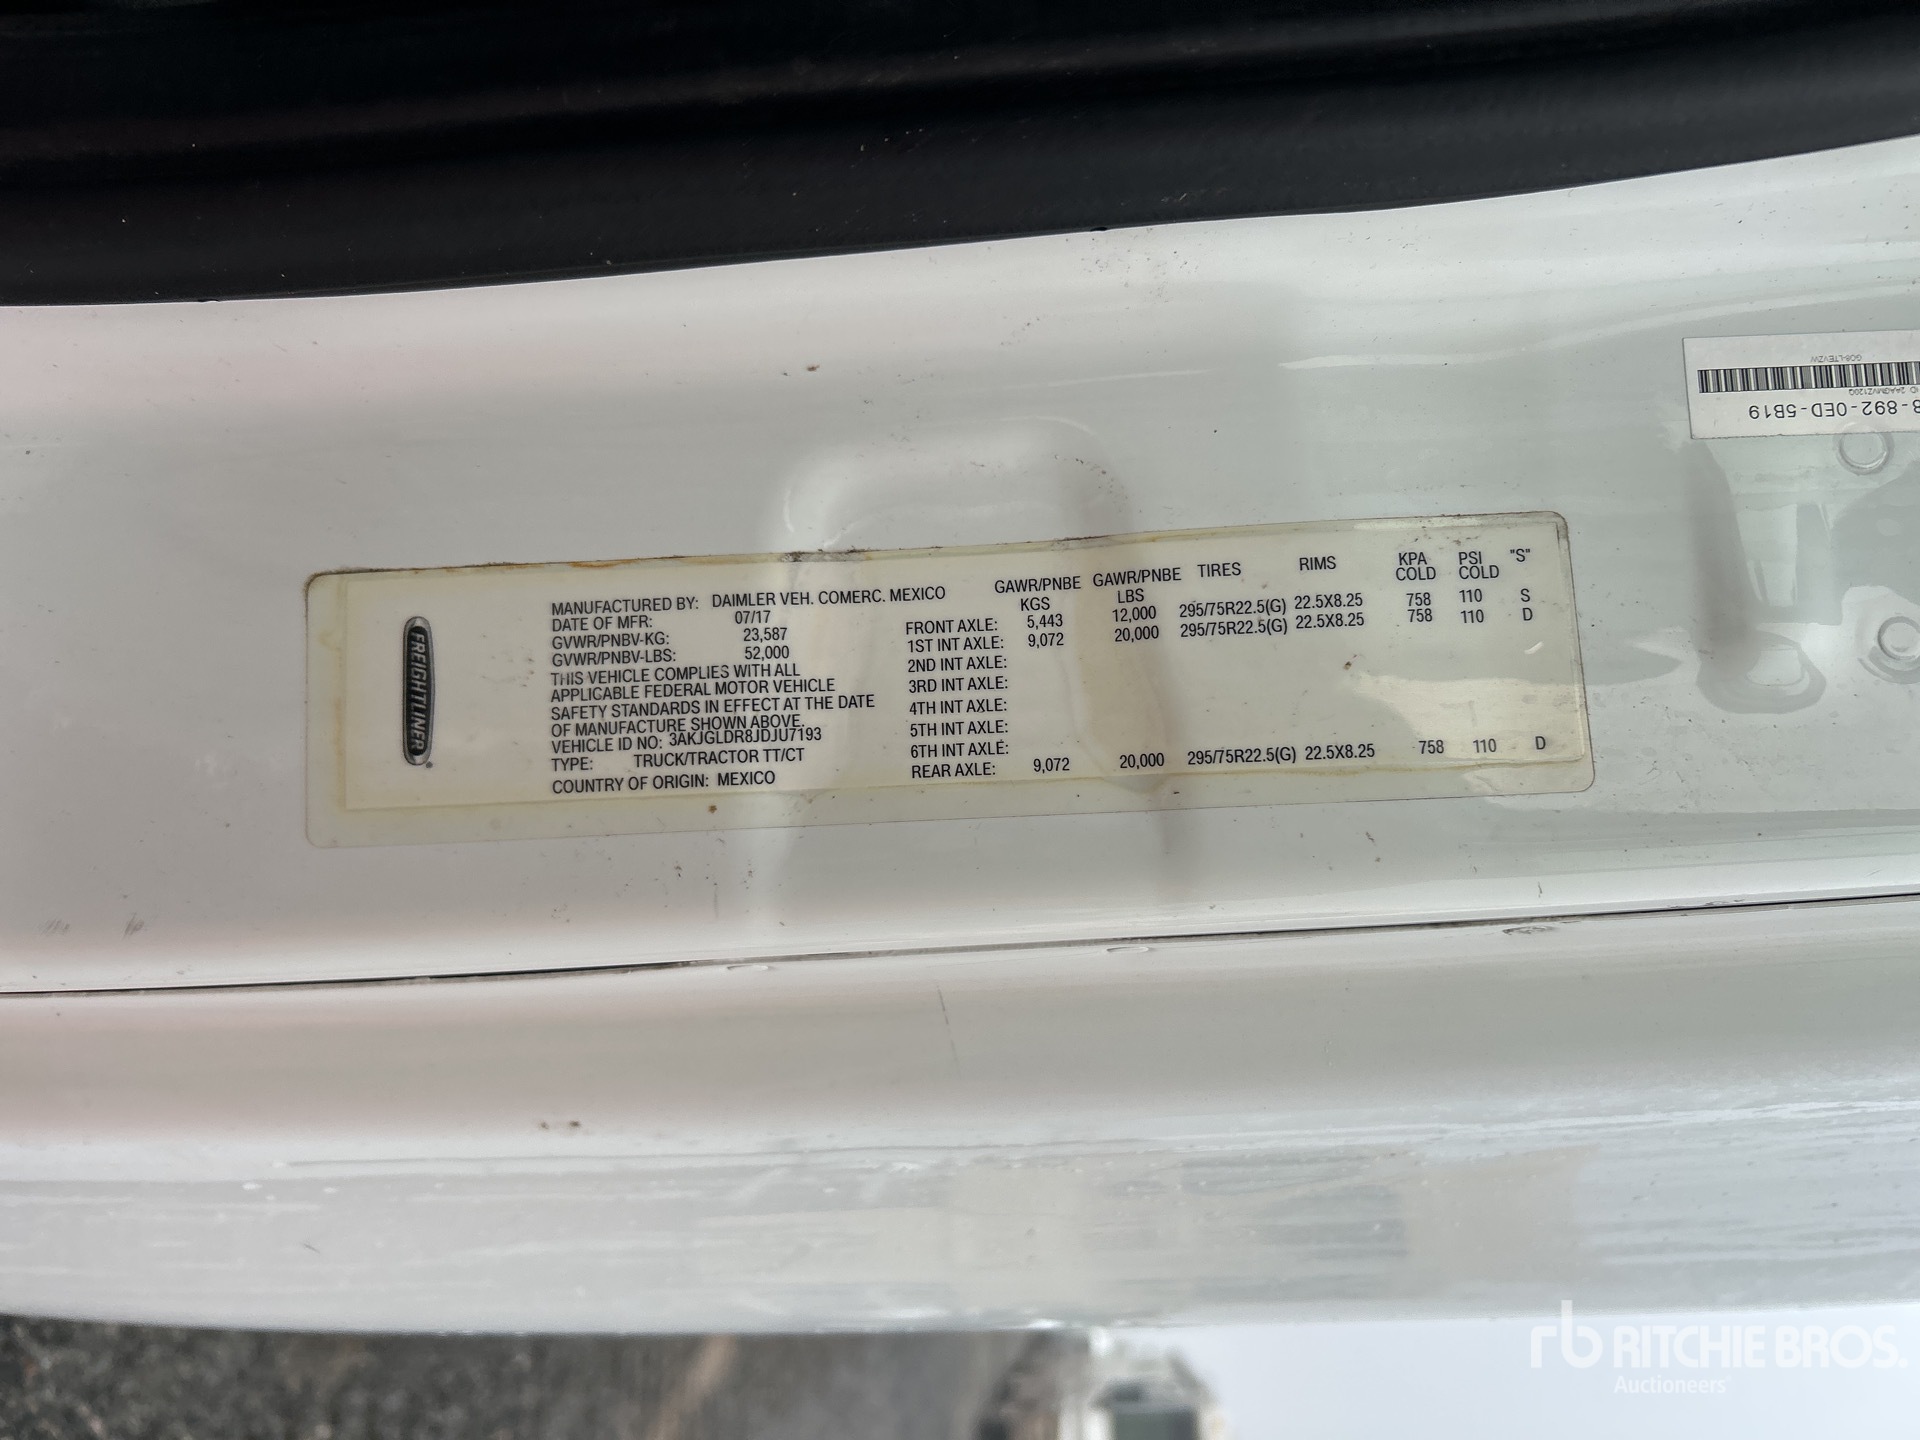 FREIGHTLINER
MANUFACTURED BY: DAIMLER VEH. COMERC. MEXICO
DATE OF MFR: 07/17
GVWR/PNBV-KG: 23,587
GVWR/PNBV-LBS: 52,000
THIS VEHICLE COMPLIES WITH ALL
APPLICABLE FEDERAL MOTOR VEHICLE
SAFETY STANDARDS IN EFFECT AT THE DATE
OF MANUFACTURE SHOWN ABOVE.
VEHICLE ID NO: 3AKJGLDR8JDJU7193
TYPE: TRUCK/TRACTOR TT/CT
COUNTRY OF ORIGIN: MEXICO
GAWR/PNBE KGS GAWR/PNBE LBS TIRES RIMS KPA COLD PSI COLD "S"
FRONT AXLE: 5,443 12,000 295/75R22.5(G) 22.5X8.25 758 110 S
1ST INT AXLE: 9,072 20,000 295/75R22.5(G) 22.5X8.25 758 110 D
2ND INT AXLE:
3RD INT AXLE:
4TH INT AXLE:
5TH INT AXLE:
6TH INT AXLE:
REAR AXLE: 9,072 20,000 295/75R22.5(G) 22.5X8.25 758 110 D
8-892-0ED-5B19
GO8-LTEVZW
rb RITCHIE BROS.
Auctioneers